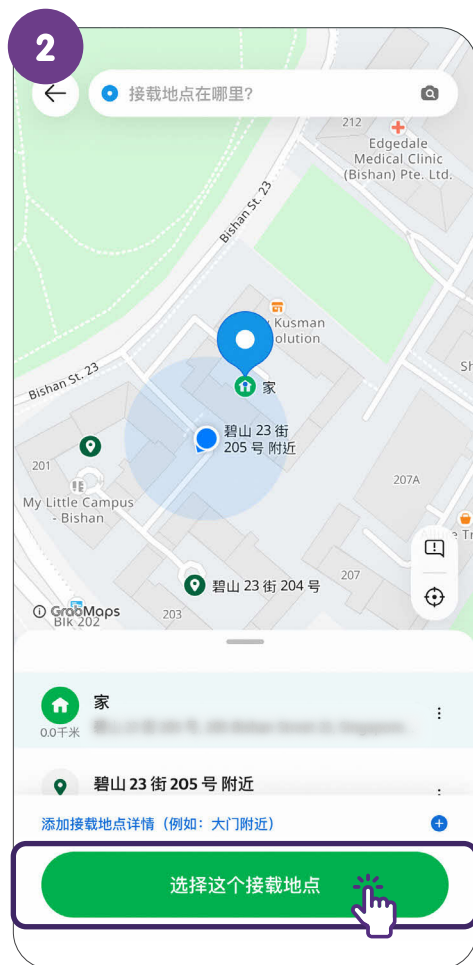 2
接载地点在哪里?
212
Edgedale
Medical Clinic
(Bishan) Pte. Ltd.
Bishan St. 23
Kusman
olution
家
Bishan St. 23
碧山 23 街
205 号 附近
201
207A
My Little Campus
- Bishan
碧山 23 街 204 号
207
GrabMaps
Blk 202
203
家
0.0千米
碧山 23 街 205 号 附近
添加接载地点详情（例如：大门附近）
选择这个接载地点